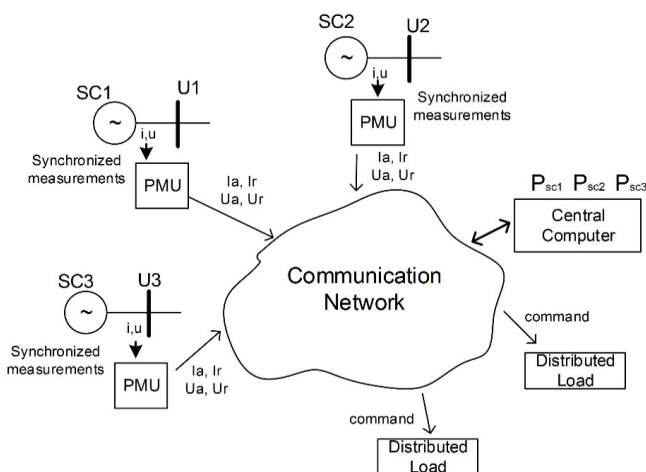 SC2
U2
~
i,u
Synchronized
measurements
PMU
Ia, Ir
Ua, Ur
SC1
U1
~
i,u
Synchronized
measurements
PMU
Ia, Ir
Ua, Ur
Psc1 Psc2 Psc3
Central
Computer
Communication
Network
SC3
U3
~
i,u
Synchronized
measurements
PMU
Ia, Ir
Ua, Ur
command
Distributed
Load
command
Distributed
Load